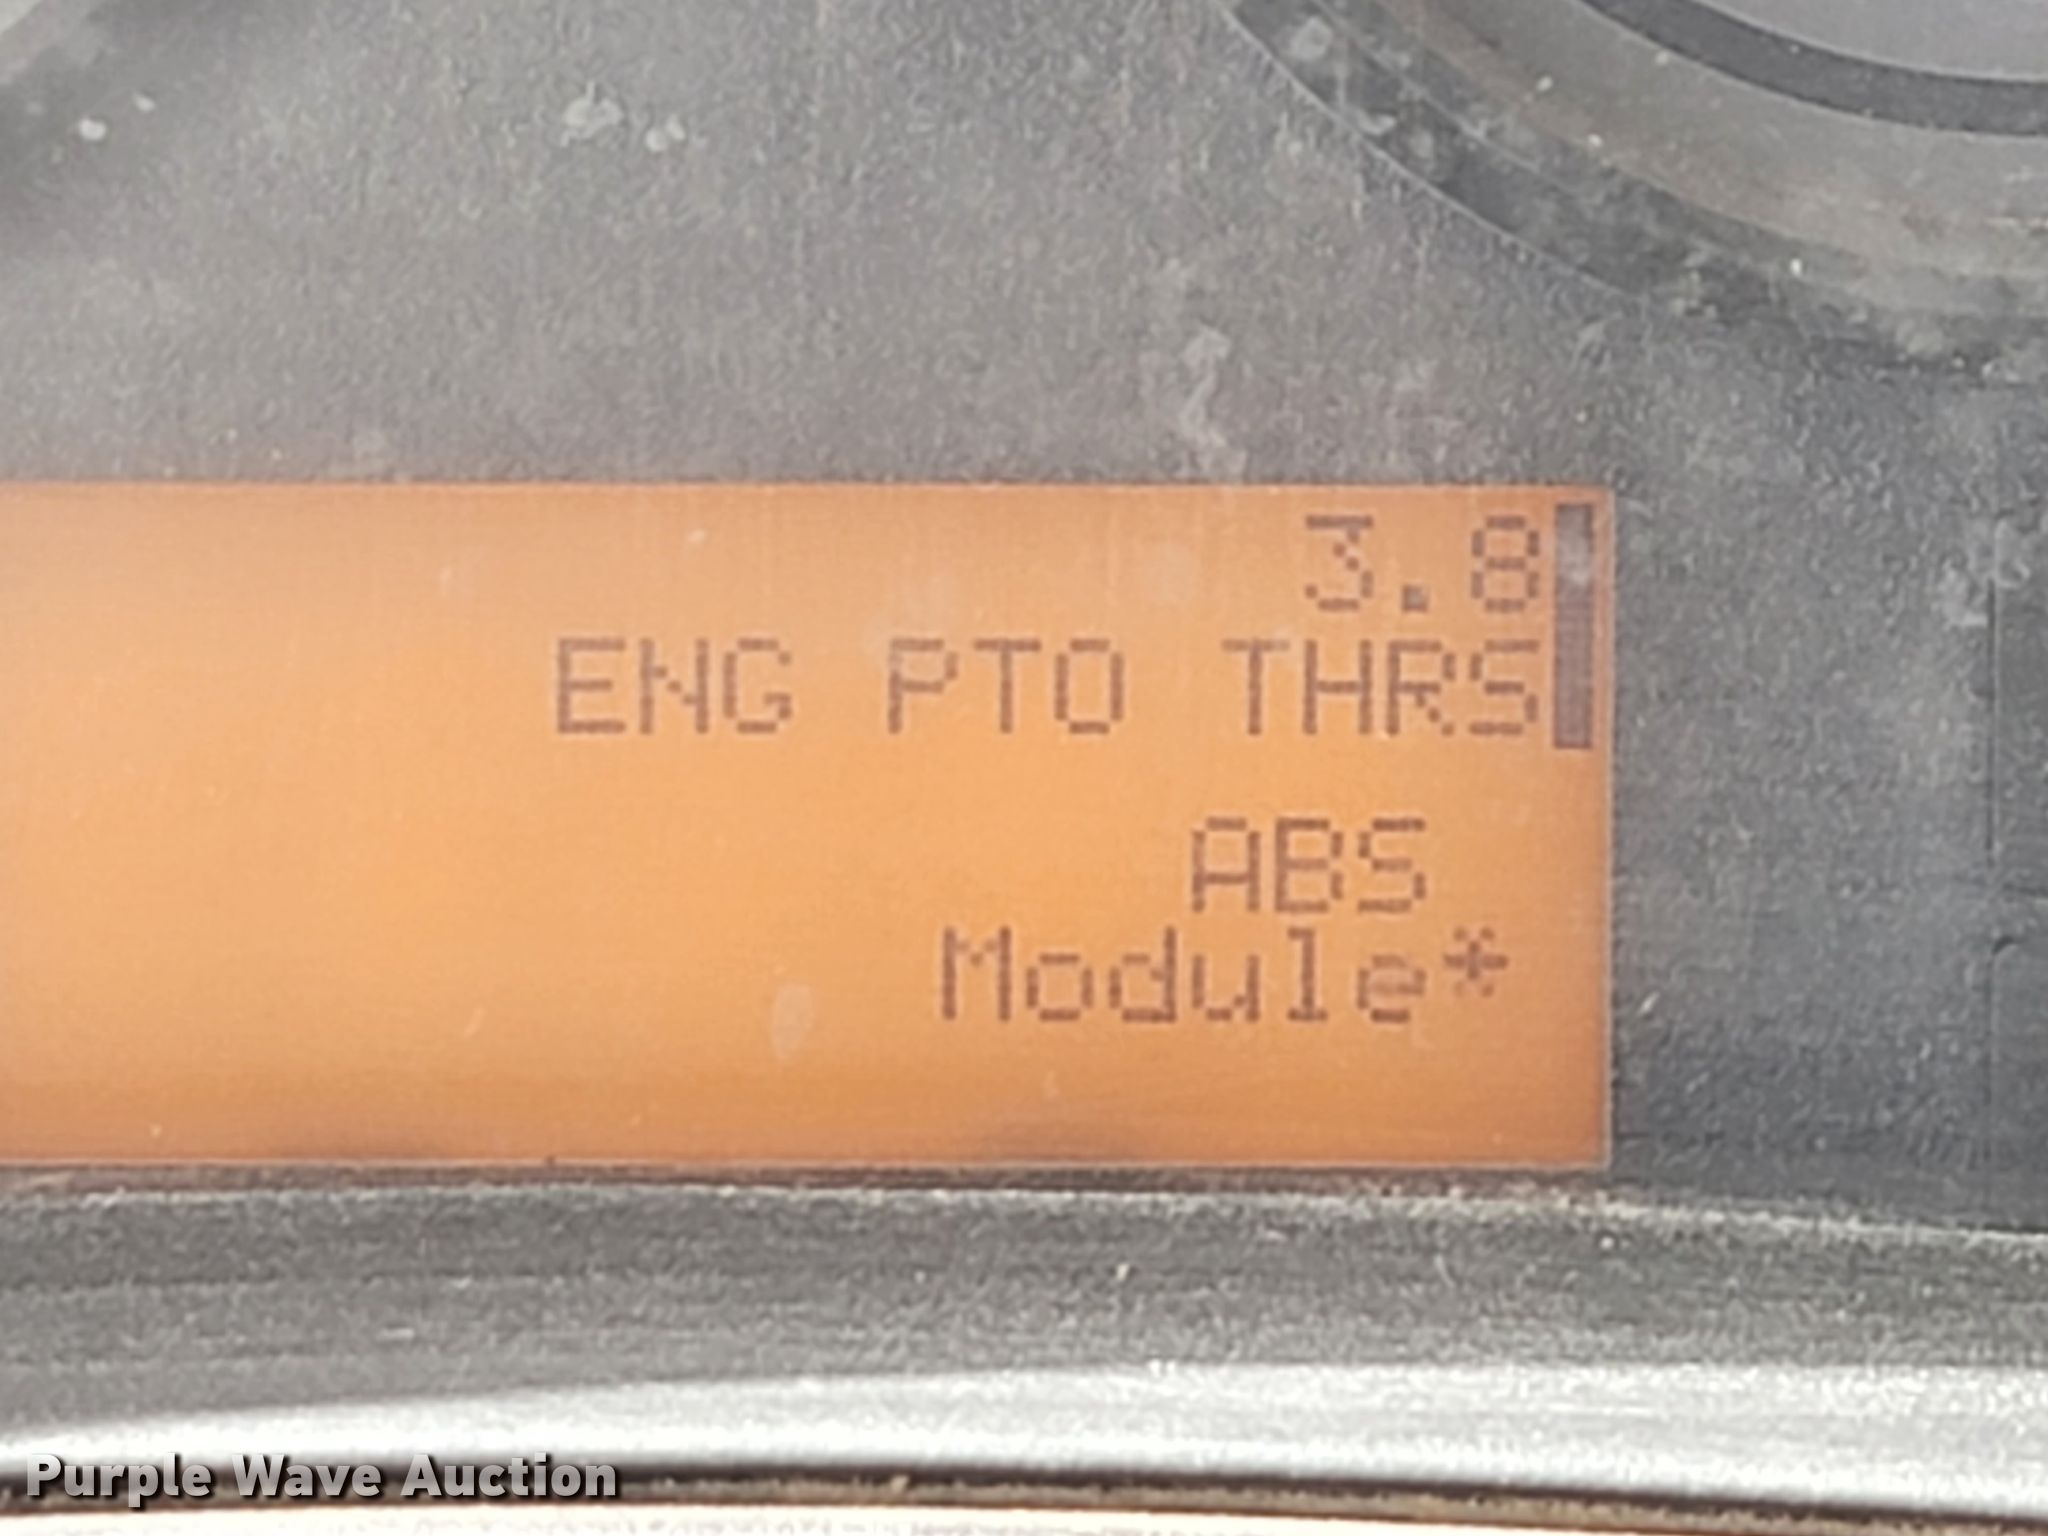 3.8
ENG PTO THRS
ABS
Module*
Purple Wave Auction